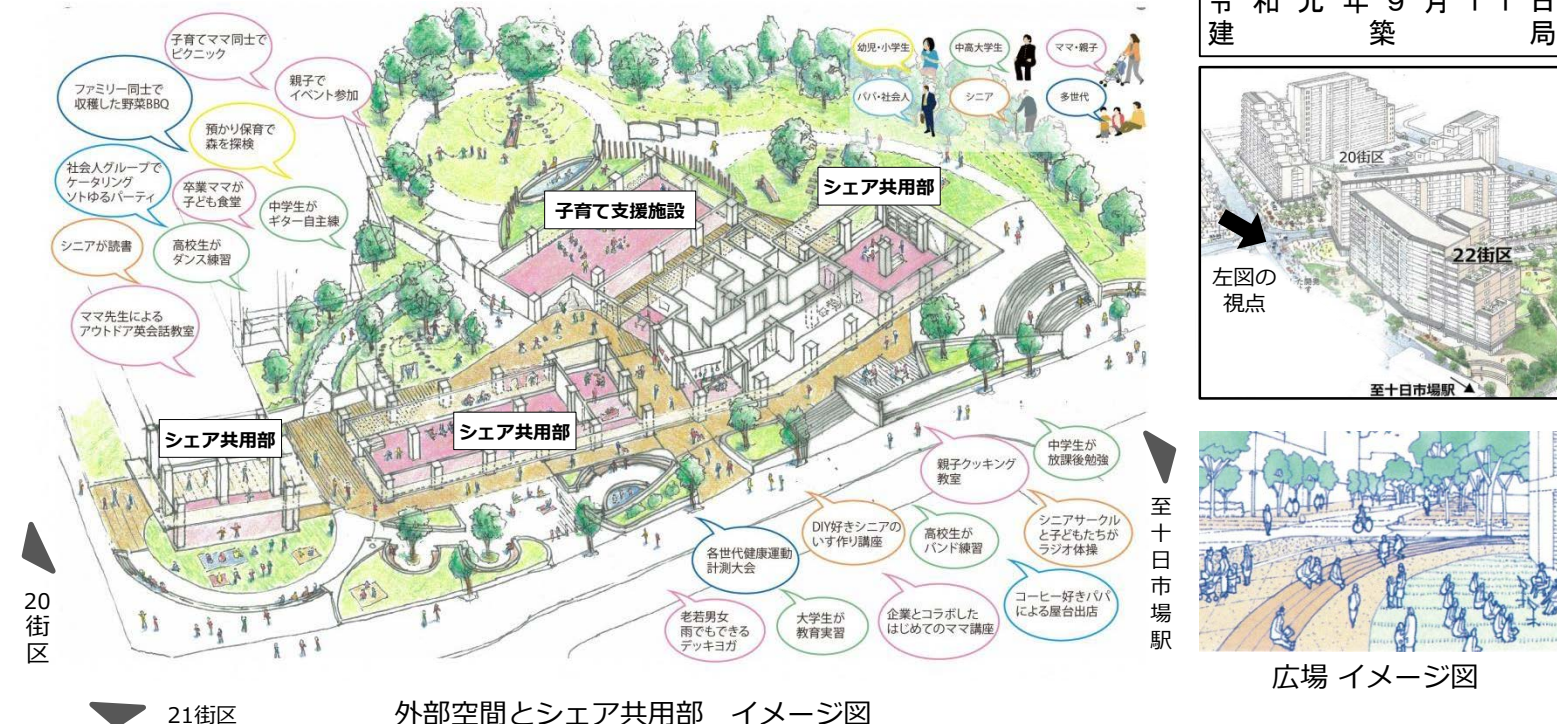 令和元年9月11日
建築局
子育てママ同士で
ピクニック
ファミリー同士で
収穫した野菜BBQ
親子で
イベント参加
預かり保育で
森を探検
社会人グループで
ケータリング
ソトゆるパーティ
卒業ママが
子ども食堂
中学生が
ギター自主練
シニアが読書
高校生が
ダンス練習
ママ先生による
アウトドア英会話教室
幼児・小学生
中高大学生
ママ・親子
パパ・社会人
シニア
多世代
子育て支援施設
シェア共用部
シェア共用部
シェア共用部
20街区
22街区
左図の
視点
至十日市場駅
中学生が
放課後勉強
親子クッキング
教室
DIY好きシニアの
いす作り講座
高校生が
バンド練習
シニアサークル
と子どもたちが
ラジオ体操
各世代健康運動
計測大会
老若男女
雨でもできる
デッキヨガ
大学生が
教育実習
企業とコラボした
はじめてのママ講座
コーヒー好きパパ
による屋台出店
至十日市場駅
20街区
21街区
外部空間とシェア共用部 イメージ図
広場 イメージ図